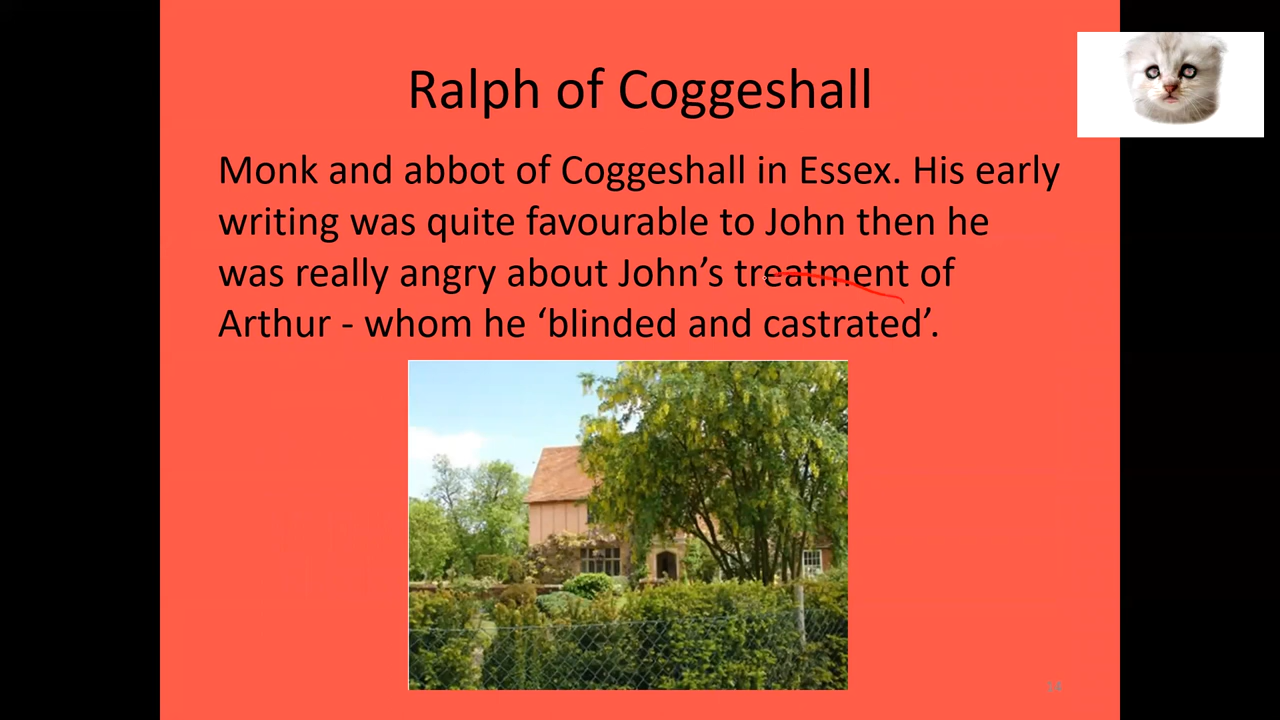 Ralph of Coggeshall
Monk and abbot of Coggeshall in Essex. His early
writing was quite favourable to John then he
was really angry about John’s treatment of
Arthur - whom he ‘blinded and castrated’.